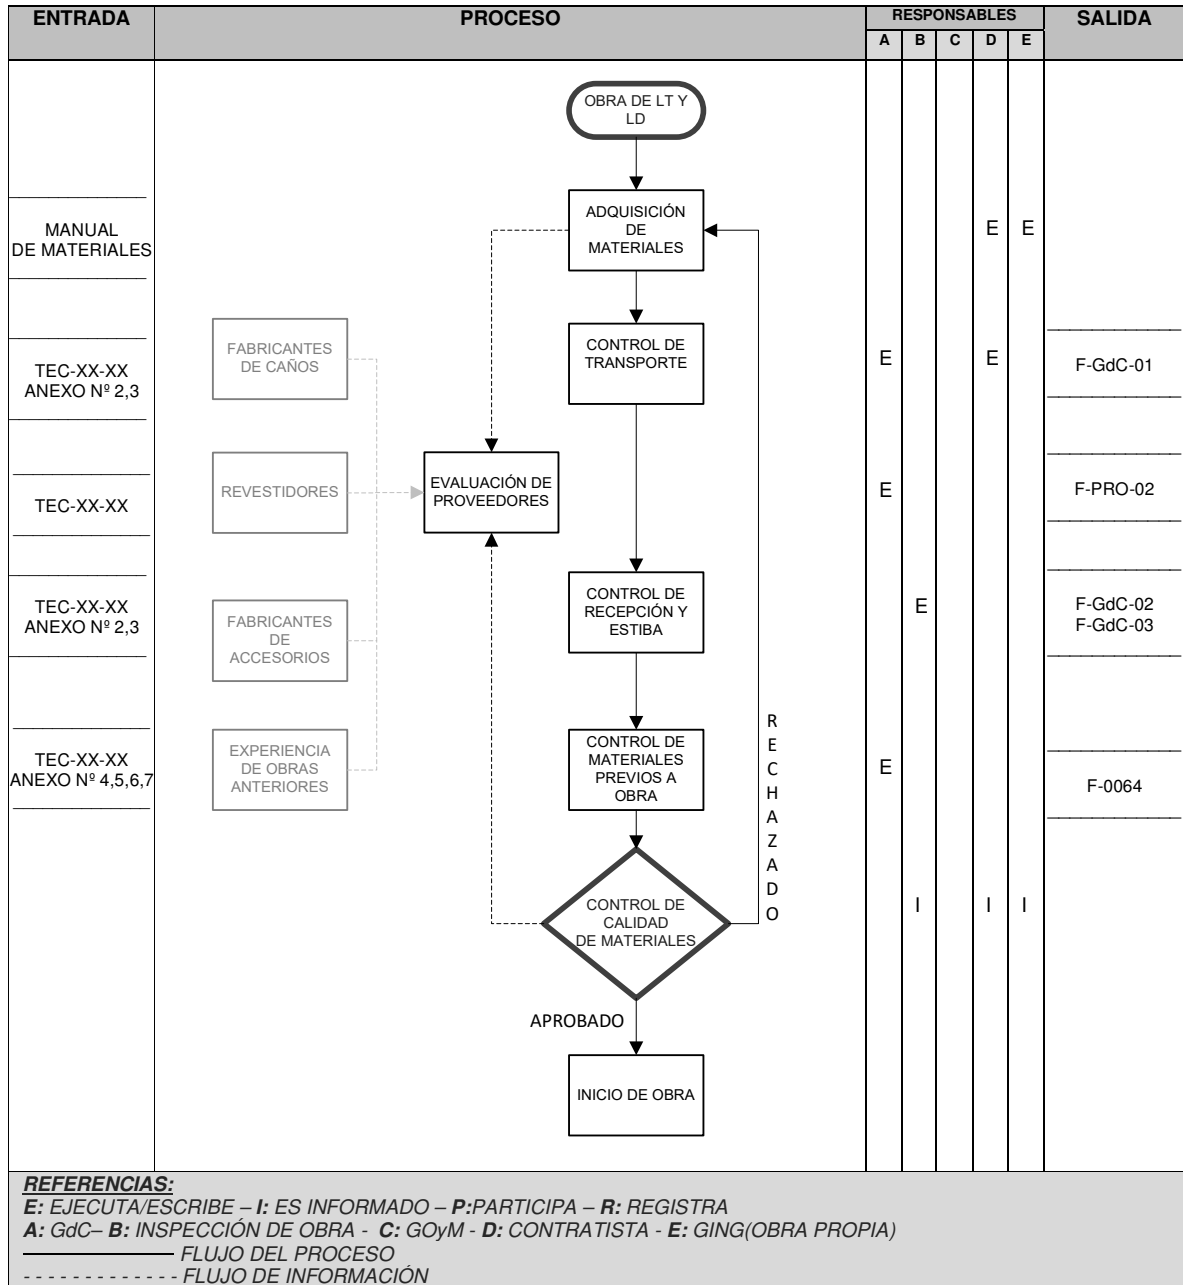 ENTRADA
PROCESO
RESPONSABLES
SALIDA
A
B
C
D
E
OBRA DE LT Y
LD
MANUAL
DE MATERIALES
ADQUISICIÓN
DE
MATERIALES
E
E
TEC-XX-XX
ANEXO Nº 2,3
FABRICANTES
DE CAÑOS
CONTROL DE
TRANSPORTE
E
E
F-GdC-01
TEC-XX-XX
REVESTIDORES
EVALUACIÓN DE
PROVEEDORES
E
F-PRO-02
TEC-XX-XX
ANEXO Nº 2,3
FABRICANTES
DE
ACCESORIOS
CONTROL DE
RECEPCIÓN Y
ESTIBA
E
F-GdC-02
F-GdC-03
TEC-XX-XX
ANEXO Nº 4,5,6,7
EXPERIENCIA
DE OBRAS
ANTERIORES
CONTROL DE
MATERIALES
PREVIOS A
OBRA
E
F-0064
R
E
C
H
A
Z
A
D
O
CONTROL DE
CALIDAD
DE MATERIALES
I
I
I
APROBADO
INICIO DE OBRA
REFERENCIAS:
E: EJECUTA/ESCRIBE – I: ES INFORMADO – P:PARTICIPA – R: REGISTRA
A: GdC– B: INSPECCIÓN DE OBRA - C: GOyM - D: CONTRATISTA - E: GING(OBRA PROPIA)
FLUJO DEL PROCESO
- - - - - - - - - - - - - FLUJO DE INFORMACIÓN